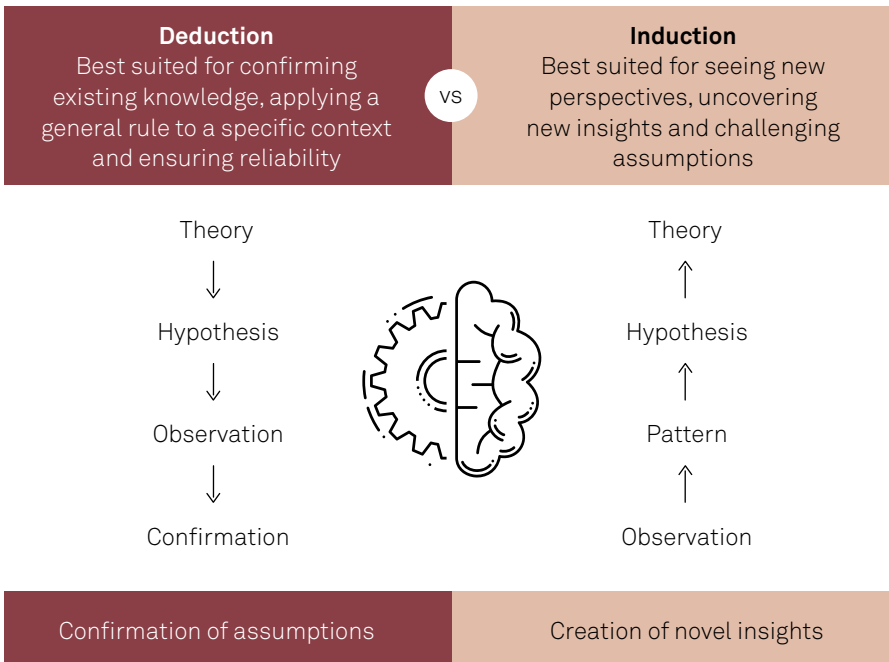 Deduction
Best suited for confirming
existing knowledge, applying a
general rule to a specific context
and ensuring reliability
vs
Induction
Best suited for seeing new
perspectives, uncovering
new insights and challenging
assumptions
Theory
Hypothesis
Observation
Confirmation
Theory
Hypothesis
Pattern
Observation
Confirmation of assumptions
Creation of novel insights